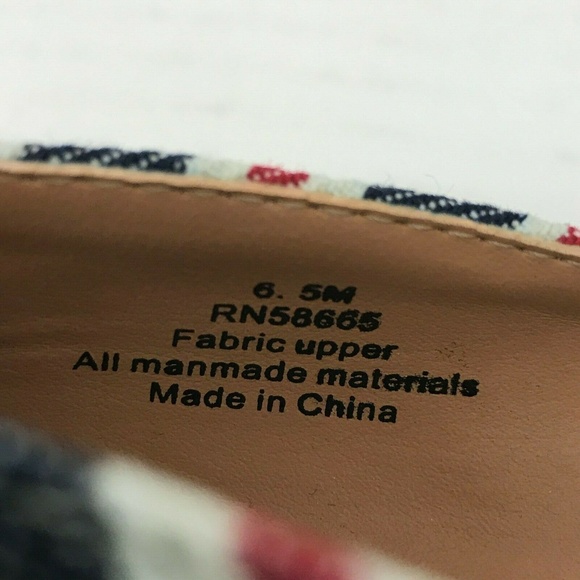 6. 5M
RN58665
Fabric upper
All manmade materials
Made in China